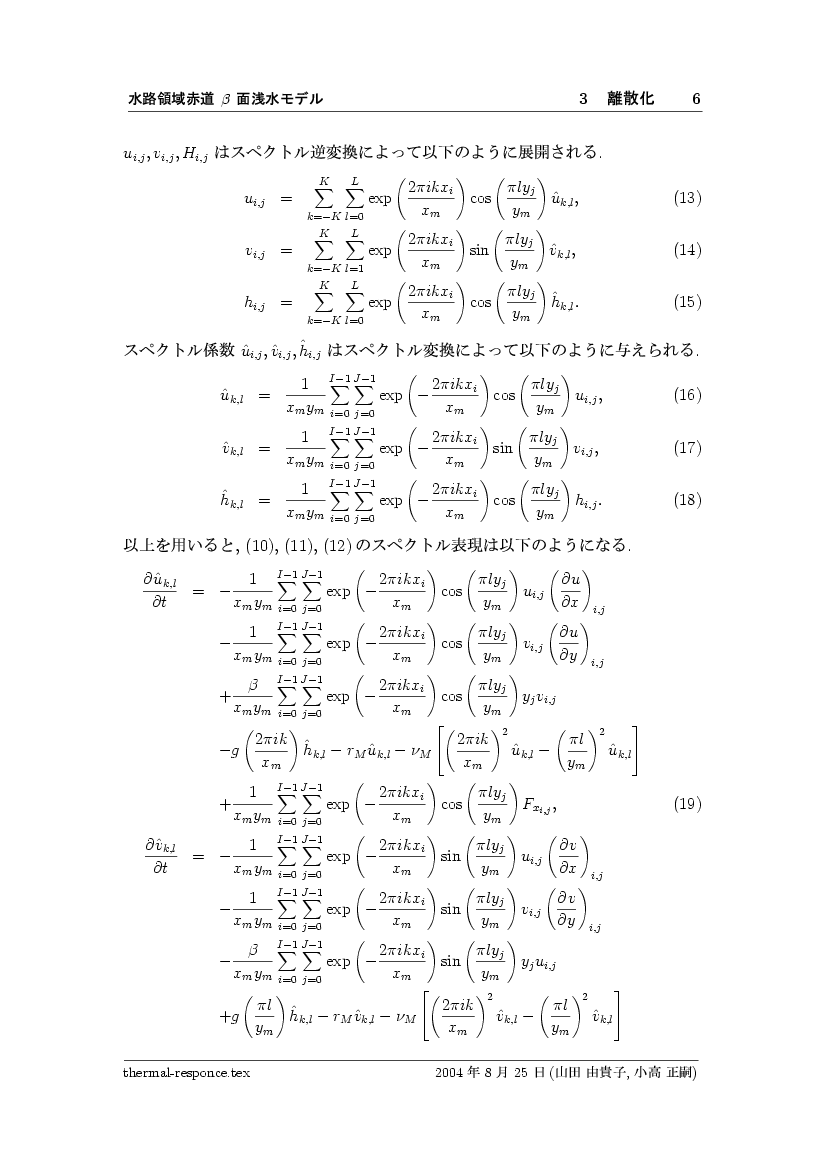 水路領域赤道 β 面浅水モデル 3 離散化 6
u_{i,j}, v_{i,j}, H_{i,j} はスペクトル逆変換によって以下のように展開される.
u_{i,j} = \sum_{k=-K}^{K} \sum_{l=0}^{L} \exp\left(\frac{2\pi ikx_i}{x_m}\right) \cos\left(\frac{\pi ly_j}{y_m}\right) \hat{u}_{k,l}, (13)
v_{i,j} = \sum_{k=-K}^{K} \sum_{l=1}^{L} \exp\left(\frac{2\pi ikx_i}{x_m}\right) \sin\left(\frac{\pi ly_j}{y_m}\right) \hat{v}_{k,l}, (14)
h_{i,j} = \sum_{k=-K}^{K} \sum_{l=0}^{L} \exp\left(\frac{2\pi ikx_i}{x_m}\right) \cos\left(\frac{\pi ly_j}{y_m}\right) \hat{h}_{k,l}. (15)
スペクトル係数 \hat{u}_{i,j}, \hat{v}_{i,j}, \hat{h}_{i,j} はスペクトル変換によって以下のように与えられる.
\hat{u}_{k,l} = \frac{1}{x_m y_m} \sum_{i=0}^{I-1} \sum_{j=0}^{J-1} \exp\left(-\frac{2\pi ikx_i}{x_m}\right) \cos\left(\frac{\pi ly_j}{y_m}\right) u_{i,j}, (16)
\hat{v}_{k,l} = \frac{1}{x_m y_m} \sum_{i=0}^{I-1} \sum_{j=0}^{J-1} \exp\left(-\frac{2\pi ikx_i}{x_m}\right) \sin\left(\frac{\pi ly_j}{y_m}\right) v_{i,j}, (17)
\hat{h}_{k,l} = \frac{1}{x_m y_m} \sum_{i=0}^{I-1} \sum_{j=0}^{J-1} \exp\left(-\frac{2\pi ikx_i}{x_m}\right) \cos\left(\frac{\pi ly_j}{y_m}\right) h_{i,j}. (18)
以上を用いると, (10), (11), (12) のスペクトル表現は以下のようになる.
\frac{\partial \hat{u}_{k,l}}{\partial t} = -\frac{1}{x_m y_m} \sum_{i=0}^{I-1} \sum_{j=0}^{J-1} \exp\left(-\frac{2\pi ikx_i}{x_m}\right) \cos\left(\frac{\pi ly_j}{y_m}\right) u_{i,j} \left(\frac{\partial u}{\partial x}\right)_{i,j}
-\frac{1}{x_m y_m} \sum_{i=0}^{I-1} \sum_{j=0}^{J-1} \exp\left(-\frac{2\pi ikx_i}{x_m}\right) \cos\left(\frac{\pi ly_j}{y_m}\right) v_{i,j} \left(\frac{\partial u}{\partial y}\right)_{i,j}
+\frac{\beta}{x_m y_m} \sum_{i=0}^{I-1} \sum_{j=0}^{J-1} \exp\left(-\frac{2\pi ikx_i}{x_m}\right) \cos\left(\frac{\pi ly_j}{y_m}\right) y_j v_{i,j}
-g\left(\frac{2\pi ik}{x_m}\right) \hat{h}_{k,l} - r_M \hat{u}_{k,l} - \nu_M \left[\left(\frac{2\pi ik}{x_m}\right)^2 \hat{u}_{k,l} - \left(\frac{\pi l}{y_m}\right)^2 \hat{u}_{k,l}\right]
+\frac{1}{x_m y_m} \sum_{i=0}^{I-1} \sum_{j=0}^{J-1} \exp\left(-\frac{2\pi ikx_i}{x_m}\right) \cos\left(\frac{\pi ly_j}{y_m}\right) F_{x_{i,j}}, (19)
\frac{\partial \hat{v}_{k,l}}{\partial t} = -\frac{1}{x_m y_m} \sum_{i=0}^{I-1} \sum_{j=0}^{J-1} \exp\left(-\frac{2\pi ikx_i}{x_m}\right) \sin\left(\frac{\pi ly_j}{y_m}\right) u_{i,j} \left(\frac{\partial v}{\partial x}\right)_{i,j}
-\frac{1}{x_m y_m} \sum_{i=0}^{I-1} \sum_{j=0}^{J-1} \exp\left(-\frac{2\pi ikx_i}{x_m}\right) \sin\left(\frac{\pi ly_j}{y_m}\right) v_{i,j} \left(\frac{\partial v}{\partial y}\right)_{i,j}
-\frac{\beta}{x_m y_m} \sum_{i=0}^{I-1} \sum_{j=0}^{J-1} \exp\left(-\frac{2\pi ikx_i}{x_m}\right) \sin\left(\frac{\pi ly_j}{y_m}\right) y_j u_{i,j}
+g\left(\frac{\pi l}{y_m}\right) \hat{h}_{k,l} - r_M \hat{v}_{k,l} - \nu_M \left[\left(\frac{2\pi ik}{x_m}\right)^2 \hat{v}_{k,l} - \left(\frac{\pi l}{y_m}\right)^2 \hat{v}_{k,l}\right]
thermal-responce.tex 2004 年 8 月 25 日 (山田 由貴子, 小高 正嗣)